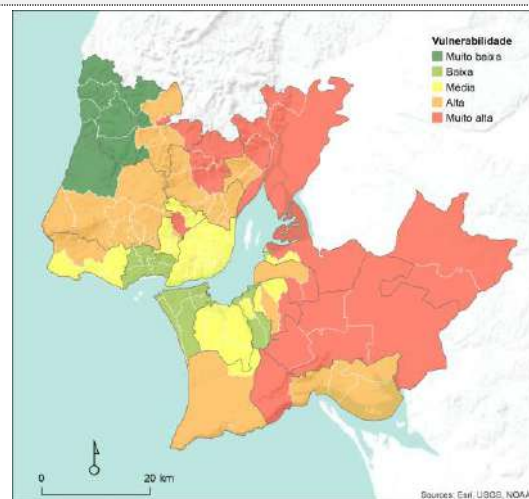 Vulnerabilidade
Muito baixa
Baixa
Média
Alta
Muito alta
0 20 km
Sources: Esri, USGS, NOAA